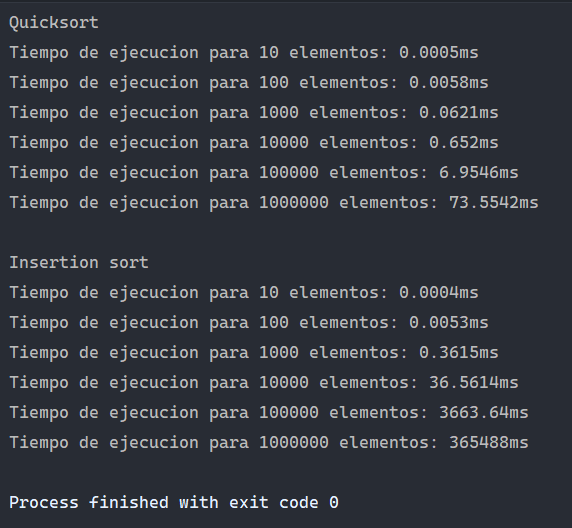 Quicksort
Tiempo de ejecucion para 10 elementos: 0.0005ms
Tiempo de ejecucion para 100 elementos: 0.0058ms
Tiempo de ejecucion para 1000 elementos: 0.0621ms
Tiempo de ejecucion para 10000 elementos: 0.652ms
Tiempo de ejecucion para 100000 elementos: 6.9546ms
Tiempo de ejecucion para 1000000 elementos: 73.5542ms

Insertion sort
Tiempo de ejecucion para 10 elementos: 0.0004ms
Tiempo de ejecucion para 100 elementos: 0.0053ms
Tiempo de ejecucion para 1000 elementos: 0.3615ms
Tiempo de ejecucion para 10000 elementos: 36.5614ms
Tiempo de ejecucion para 100000 elementos: 3663.64ms
Tiempo de ejecucion para 1000000 elementos: 365488ms

Process finished with exit code 0